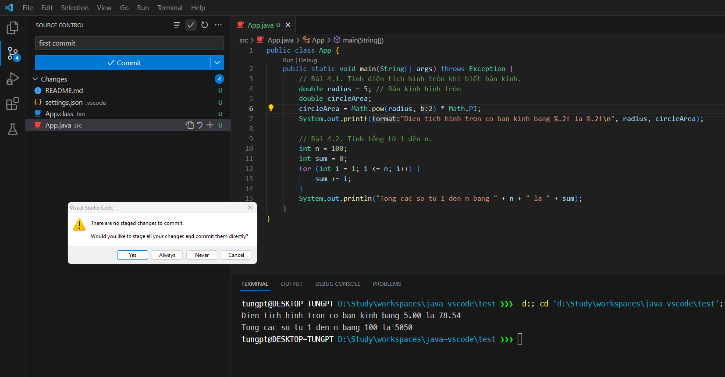 File Edit Selection View Go Run Terminal Help
SOURCE CONTROL
first commit
Commit
4
Changes 4
README.md U
settings.json .vscode U
App.class bin U
App.java src U
Visual Studio Code
There are no staged changes to commit.
Would you like to stage all your changes and commit them directly?
Yes Always Never Cancel
App.java U
src > App.java > App > main(String[])
1 public class App {
Run | Debug
2 public static void main(String[] args) throws Exception {
3 // Bài 4.1. Tính diện tích hình tròn khi biết bán kính.
4 double radius = 5; // Bán kính hình tròn
5 double circleArea;
6 circleArea = Math.pow(radius, b:2) * Math.PI;
7 System.out.printf(format:"Dien tich hinh tron co ban kinh bang %.2f la %.2f\n", radius, circleArea);
8
9 // Bài 4.2. Tính tổng từ 1 đến n.
10 int n = 100;
11 int sum = 0;
12 for (int i = 1; i <= n; i++) {
13 sum += i;
14 }
15 System.out.println("Tong cac so tu 1 den n bang " + n + " la " + sum);
}
}
TERMINAL OUTPUT DEBUG CONSOLE PROBLEMS
tungpt@DESKTOP-TUNGPT D:\Study\workspaces\java-vscode\test ❯❯❯ d:; cd 'd:\Study\workspaces\java-vscode\test';
Dien tich hinh tron co ban kinh bang 5.00 la 78.54
Tong cac so tu 1 den n bang 100 la 5050
tungpt@DESKTOP-TUNGPT D:\Study\workspaces\java-vscode\test ❯❯❯